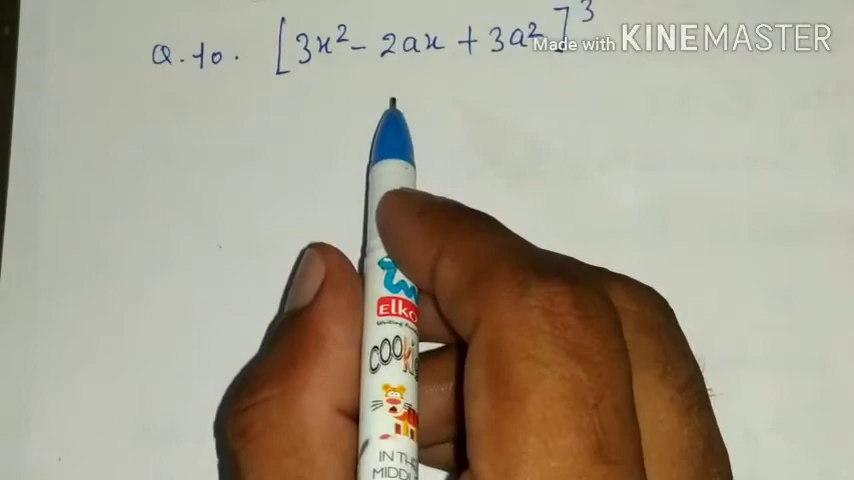 Q.10. [3x² - 2ax + 3a²]³
Made with KINEMASTER
Elko
COOKIE
IN THE
MIDDL